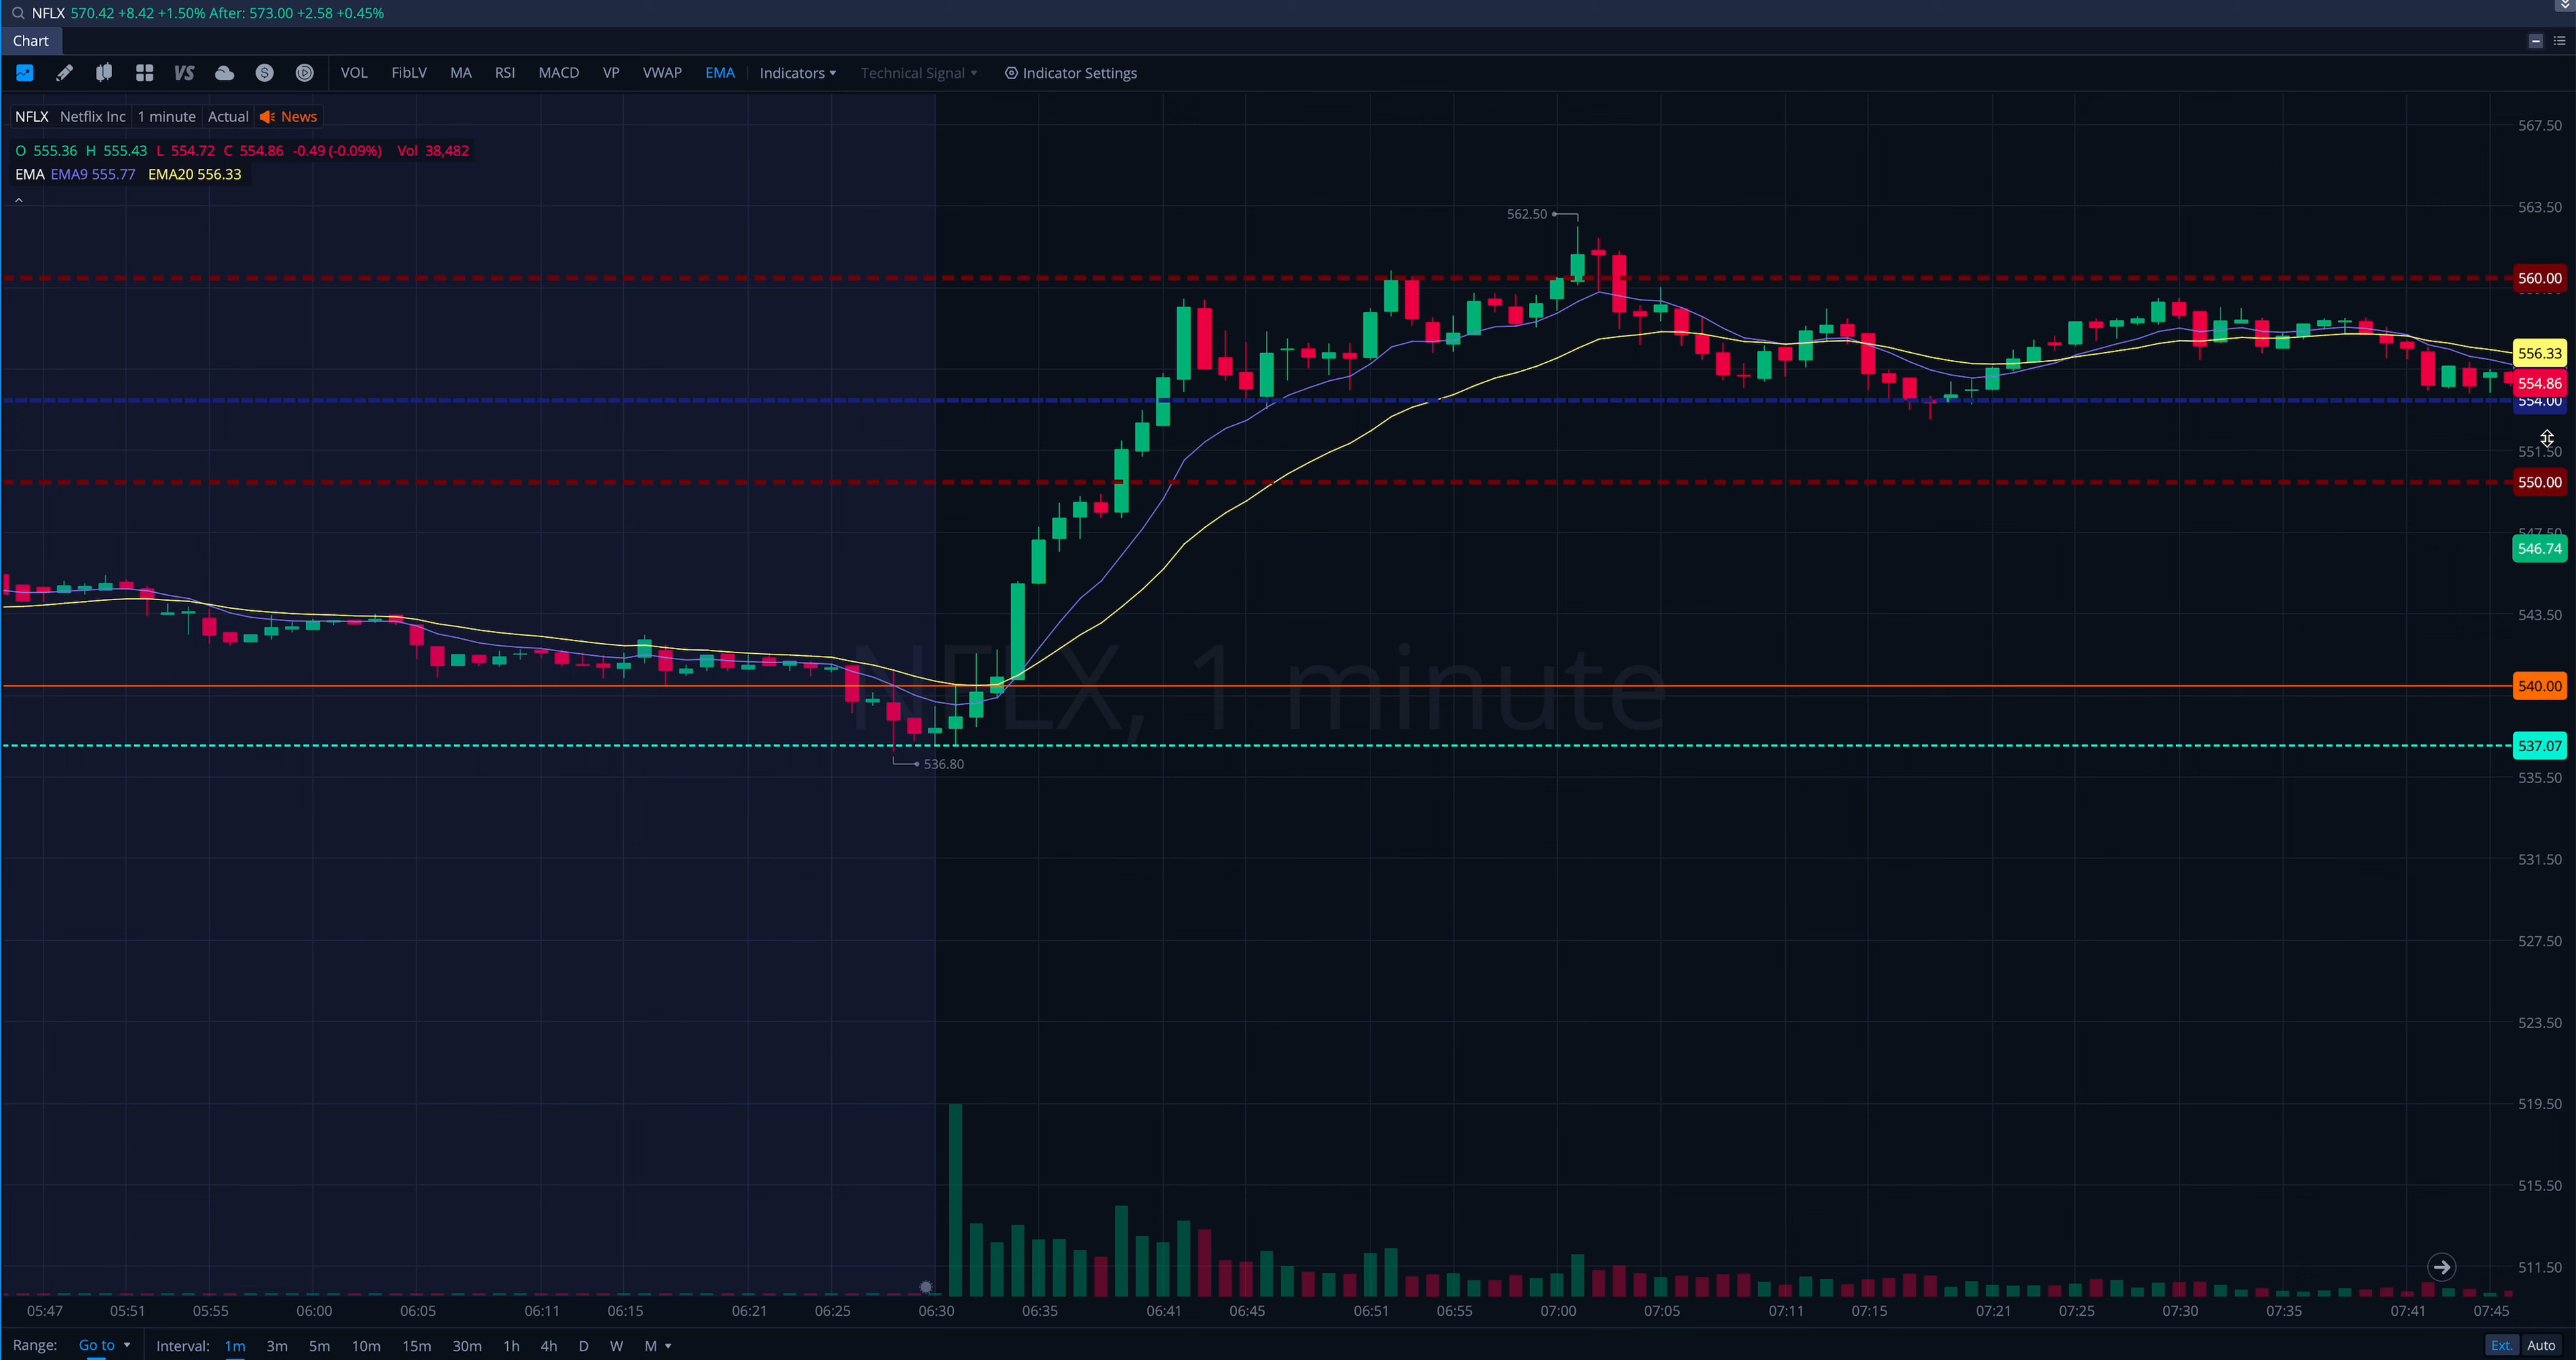 NFLX 570.42 +8.42 +1.50% After: 573.00 +2.58 +0.45%
Chart
VS VOL FibLV MA RSI MACD VP VWAP EMA Indicators Technical Signal Indicator Settings
NFLX Netflix Inc 1 minute Actual News
O 555.36 H 555.43 L 554.72 C 554.86 -0.49 (-0.09%) Vol 38,482
EMA EMA9 555.77 EMA20 556.33
567.50
563.50
562.50
560.00
556.33
554.86
554.00
551.50
550.00
547.50
546.74
543.50
NFLX, 1 minute
540.00
537.07
536.80
535.50
531.50
527.50
523.50
519.50
515.50
511.50
05:47 05:51 05:55 06:00 06:05 06:11 06:15 06:21 06:25 06:30 06:35 06:41 06:45 06:51 06:55 07:00 07:05 07:11 07:15 07:21 07:25 07:30 07:35 07:41 07:45
Range: Go to Interval: 1m 3m 5m 10m 15m 30m 1h 4h D W M Ext. Auto